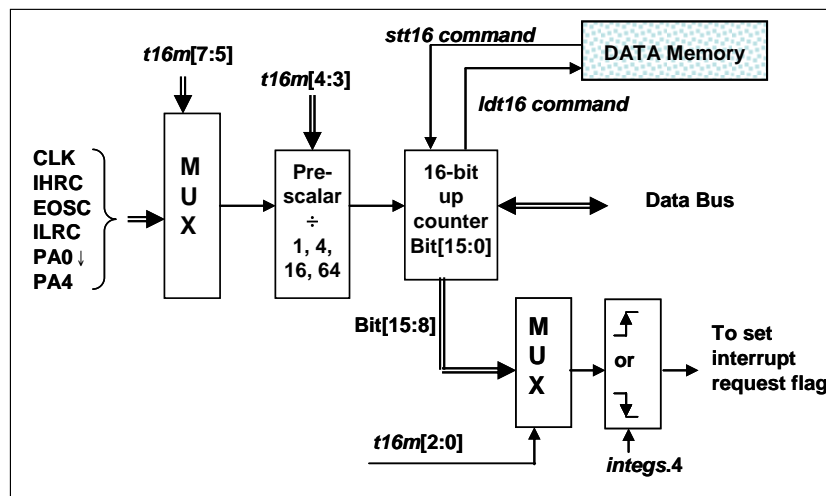 stt16 command
DATA Memory
t16m[7:5]
t16m[4:3]
ldt16 command
CLK
IHRC
EOSC
ILRC
PA0 ↓
PA4
M
U
X
Pre-
scalar
÷
1, 4,
16, 64
16-bit
up
counter
Bit[15:0]
Data Bus
Bit[15:8]
M
U
X
or
To set
interrupt
request flag
t16m[2:0]
integs.4